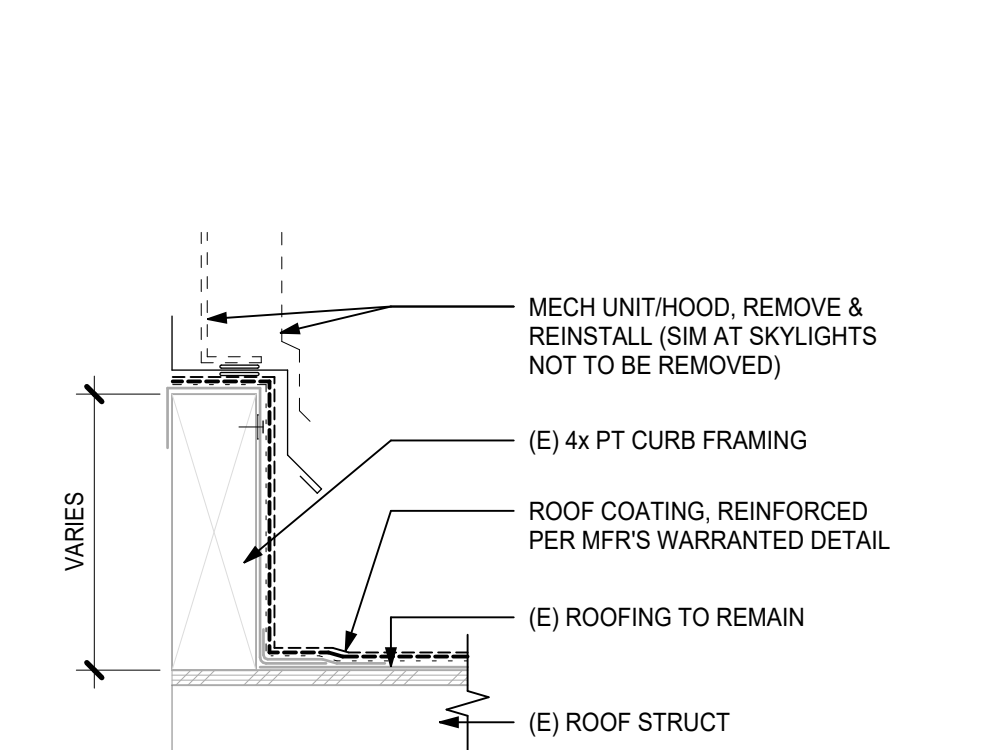 MECH UNIT/HOOD, REMOVE &
REINSTALL (SIM AT SKYLIGHTS
NOT TO BE REMOVED)
(E) 4x PT CURB FRAMING
VARIES
ROOF COATING, REINFORCED
PER MFR'S WARRANTED DETAIL
(E) ROOFING TO REMAIN
(E) ROOF STRUCT